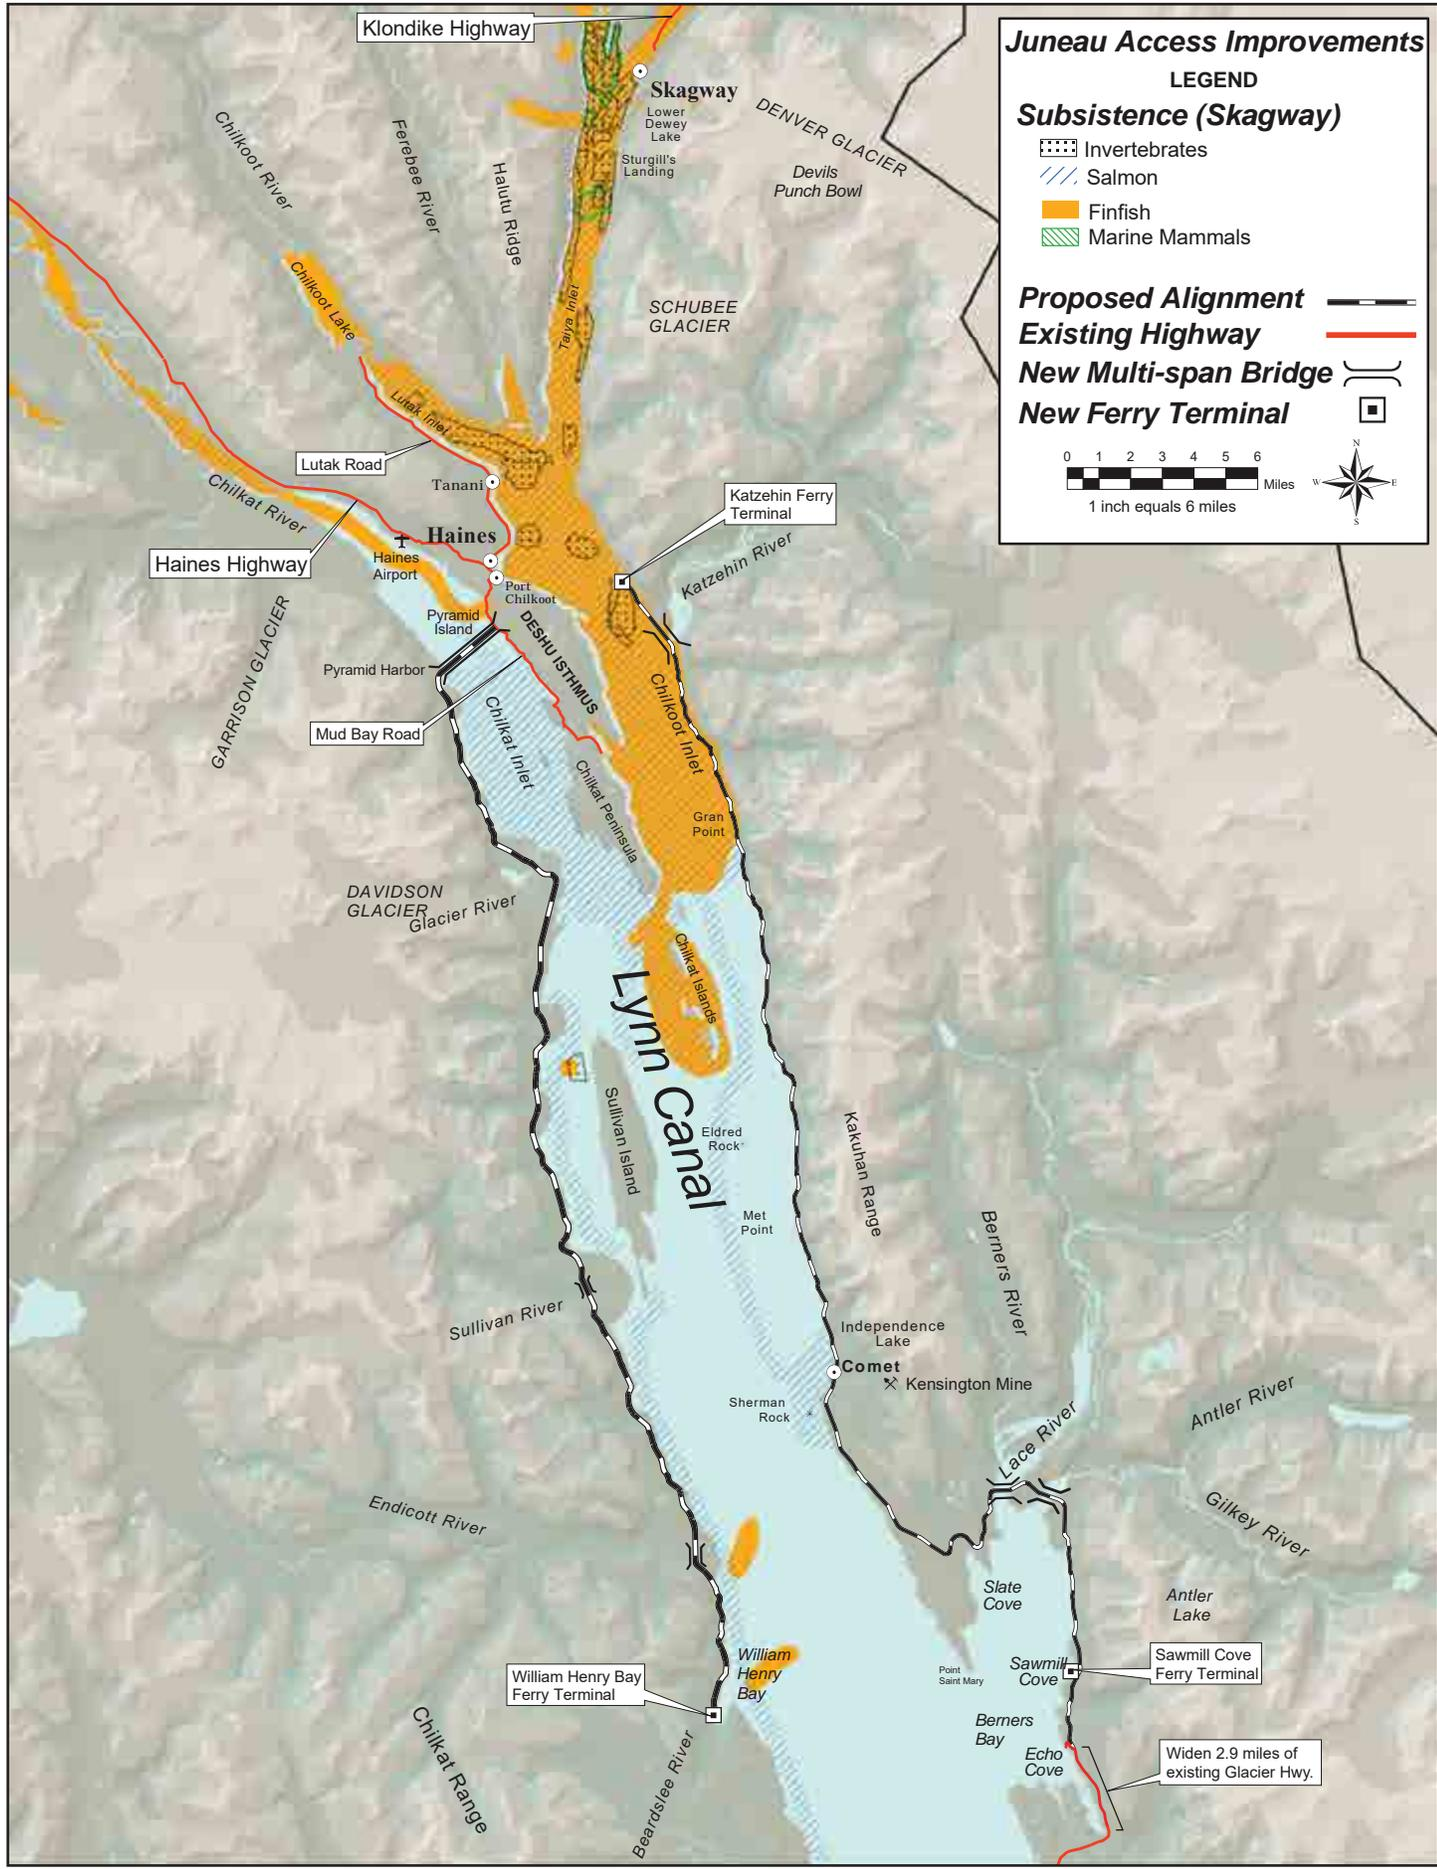 Klondike Highway
Juneau Access Improvements
LEGEND
Subsistence (Skagway)
Invertebrates
Salmon
Finfish
Marine Mammals
Proposed Alignment
Existing Highway
New Multi-span Bridge
New Ferry Terminal
0 1 2 3 4 5 6
Miles
1 inch equals 6 miles
N
W
E
S
Skagway
Lower
Dewey
Lake
Sturgill's
Landing
DENVER GLACIER
Devils
Punch Bowl
Chilkoot River
Ferebee River
Halutu Ridge
Chilkoot Lake
Taiya Inlet
SCHUBEE
GLACIER
Lutak Inlet
Lutak Road
Tanani
Chilkat River
Katzehin Ferry
Terminal
Katzehin River
Haines
Haines Highway
Haines
Airport
Port
Chilkoot
Pyramid
Island
DESHU ISTHMUS
GARRISON GLACIER
Pyramid Harbor
Chilkoot Inlet
Chilkat Inlet
Mud Bay Road
Chilkat Peninsula
Gran
Point
DAVIDSON
GLACIER
Glacier River
Chilkat Islands
Lynn Canal
Sullivan Island
Eldred
Rock
Kakuhan Range
Met
Point
Berners River
Sullivan River
Independence
Lake
Comet
Kensington Mine
Sherman
Rock
Antler River
Lace River
Endicott River
Gilkey River
Slate
Cove
Antler
Lake
William
Henry
Bay
William Henry Bay
Ferry Terminal
Point
Saint Mary
Sawmill
Cove
Sawmill Cove
Ferry Terminal
Berners
Bay
Echo
Cove
Widen 2.9 miles of
existing Glacier Hwy.
Chilkat Range
Beardslee River